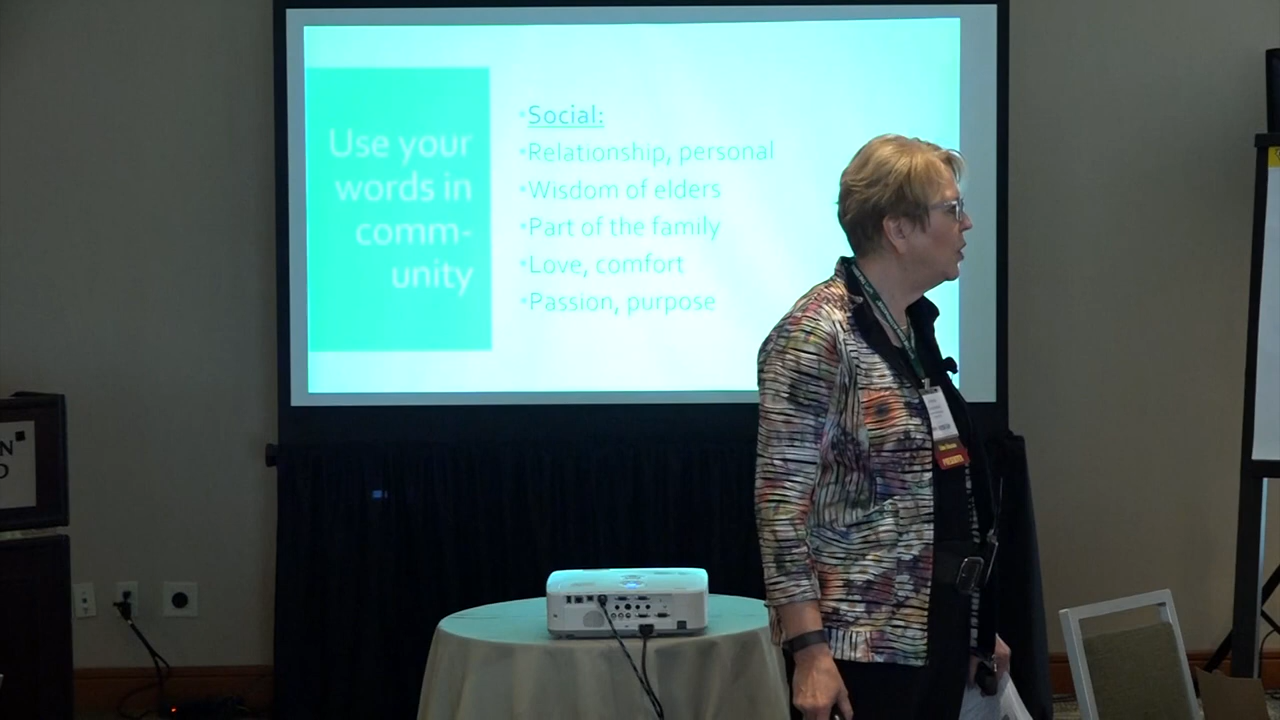 Use your
words in
comm-
unity
•Social:
•Relationship, personal
•Wisdom of elders
•Part of the family
•Love, comfort
•Passion, purpose
PRESENTER
N
D